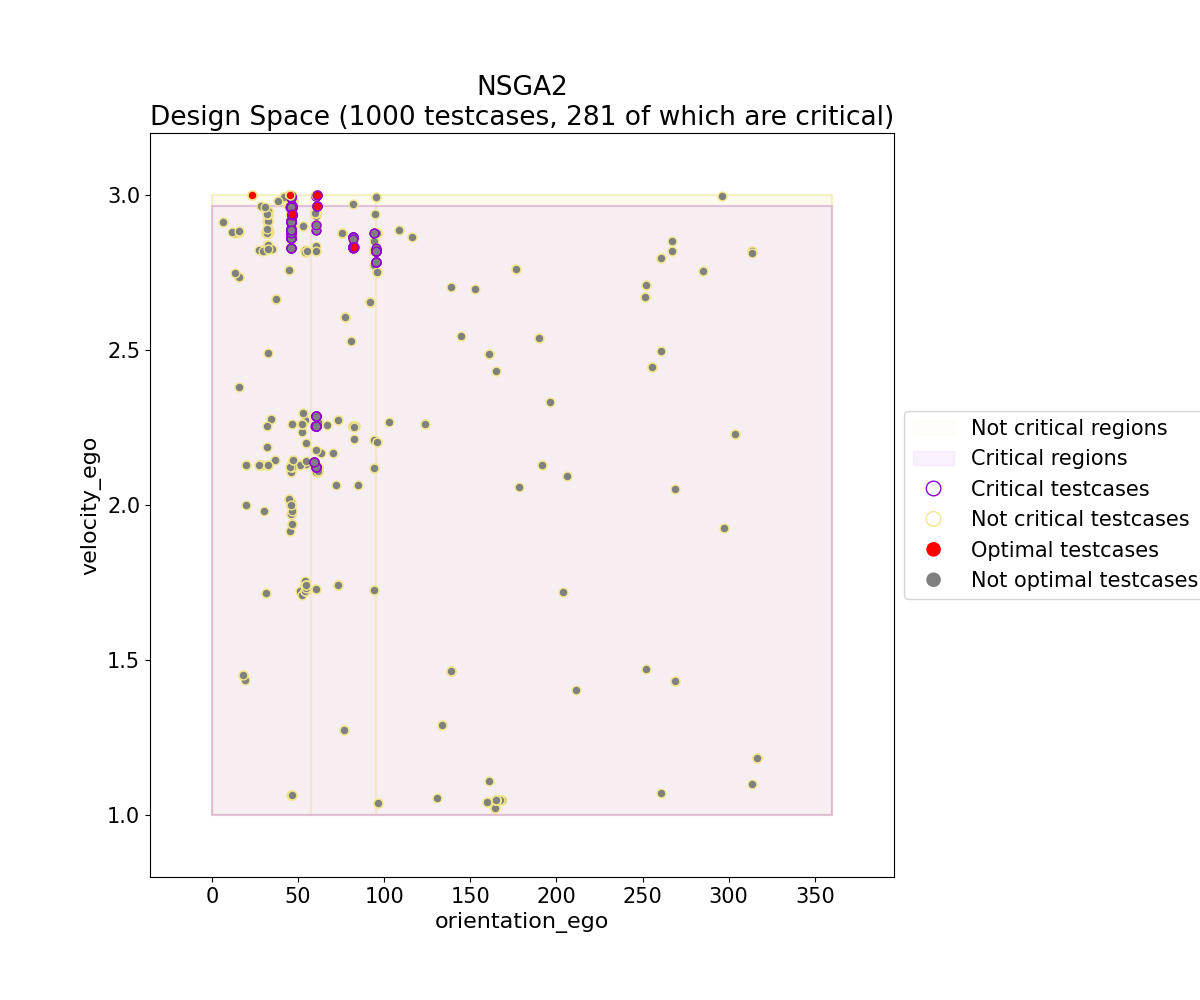 NSGA2
Design Space (1000 testcases, 281 of which are critical)
3.0
2.5
2.0
1.5
1.0
velocity_ego
0 50 100 150 200 250 300 350
orientation_ego
Not critical regions
Critical regions
Critical testcases
Not critical testcases
Optimal testcases
Not optimal testcases